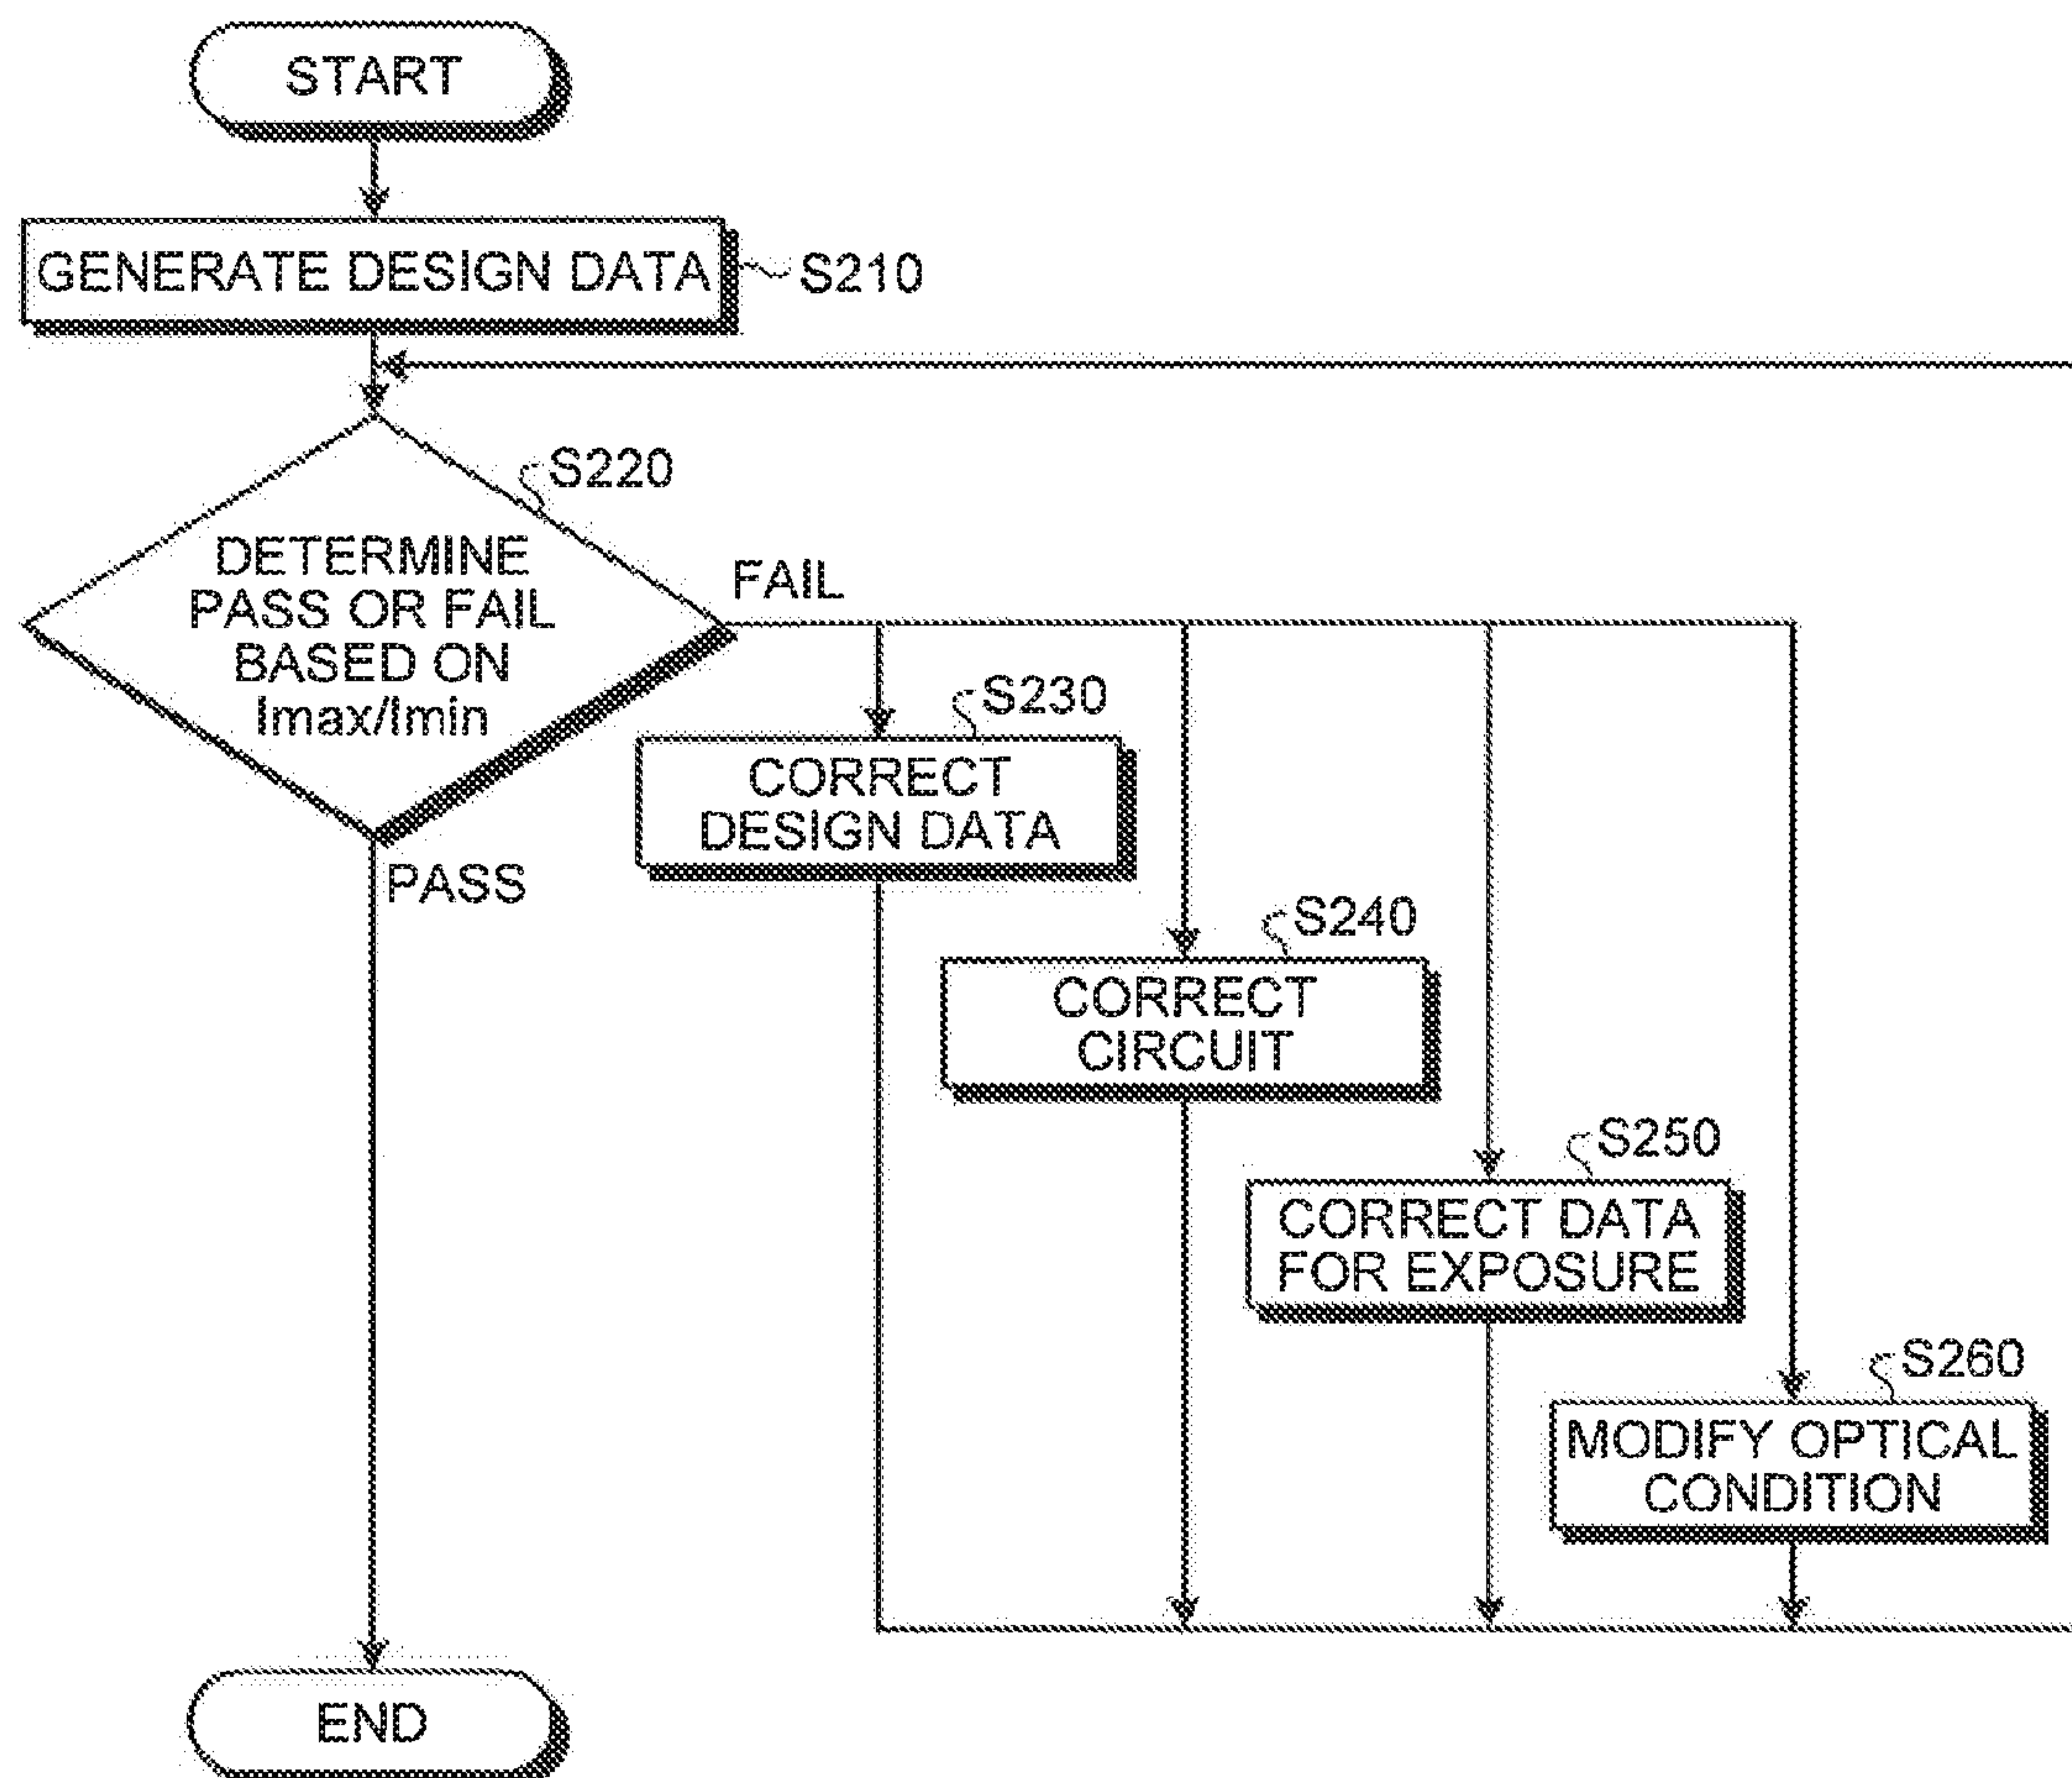 START
GENERATE DESIGN DATA
S210
S220
DETERMINE
PASS OR FAIL
BASED ON
Imax/Imin
FAIL
PASS
S230
CORRECT
DESIGN DATA
S240
CORRECT
CIRCUIT
S250
CORRECT DATA
FOR EXPOSURE
S260
MODIFY OPTICAL
CONDITION
END